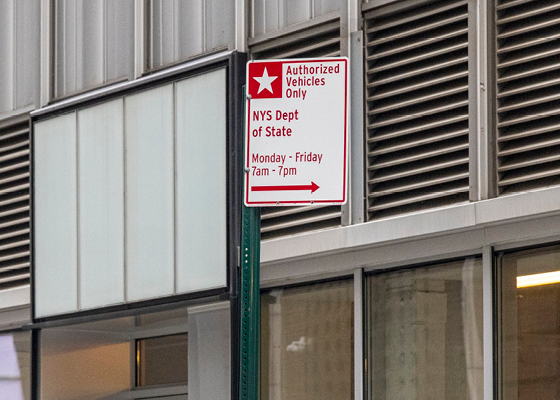 Authorized
Vehicles
Only
NYS Dept
of State
Monday - Friday
7am - 7pm